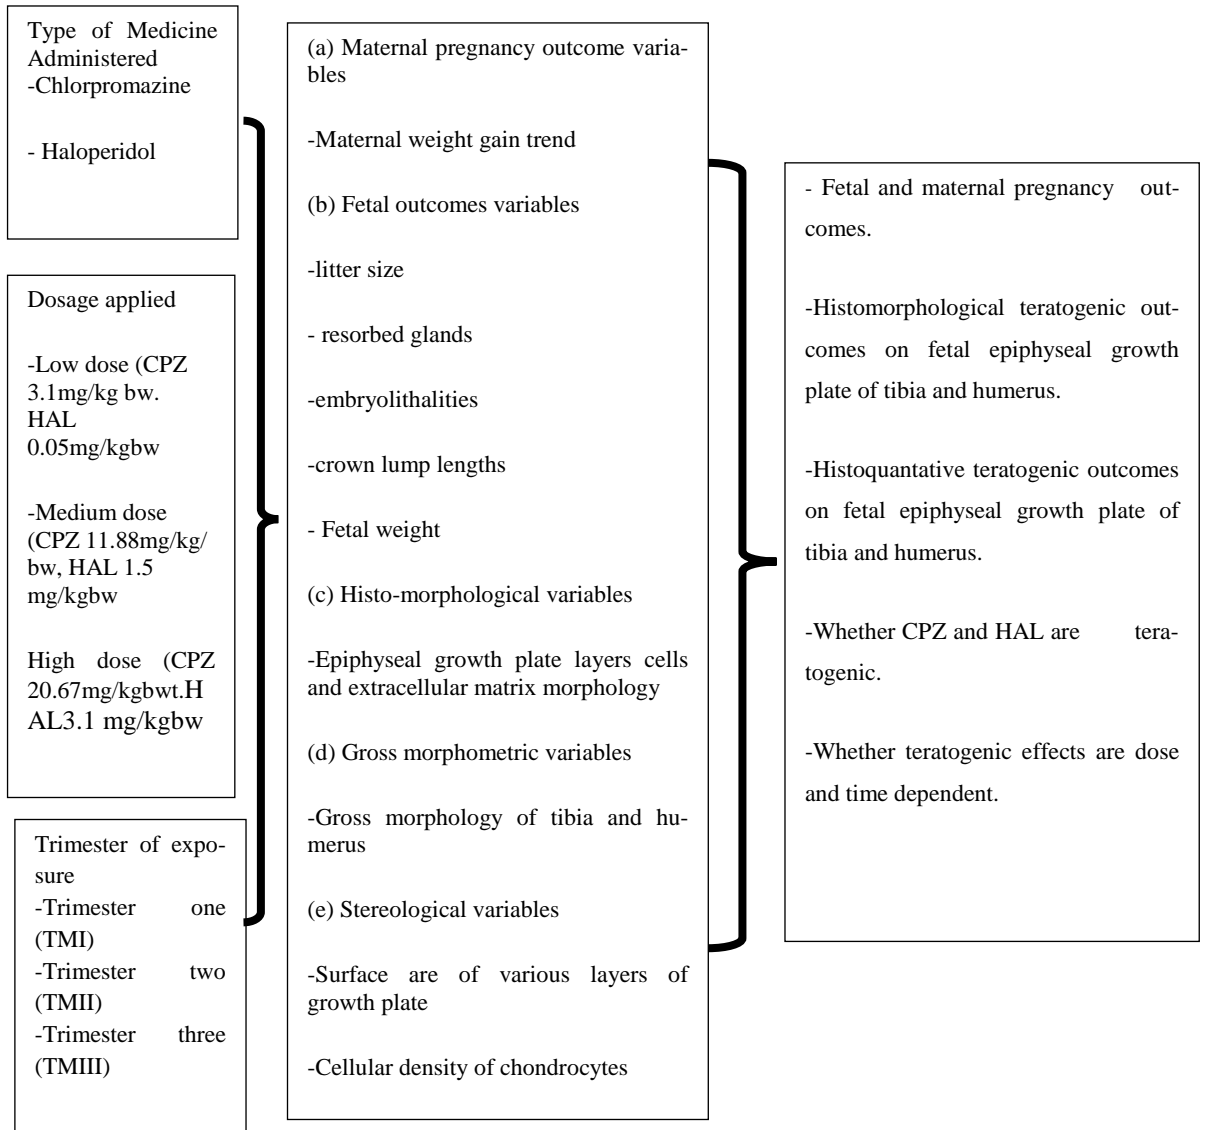 Type of Medicine
Administered
-Chlorpromazine
- Haloperidol
Dosage applied
-Low dose (CPZ
3.1mg/kg bw.
HAL
0.05mg/kgbw
-Medium dose
(CPZ 11.88mg/kg/
bw, HAL 1.5
mg/kgbw
High dose (CPZ
20.67mg/kgbwt.H
AL3.1 mg/kgbw
Trimester of expo-
sure
-Trimester one
(TMI)
-Trimester two
(TMII)
-Trimester three
(TMIII)
(a) Maternal pregnancy outcome varia-
bles
-Maternal weight gain trend
(b) Fetal outcomes variables
-litter size
- resorbed glands
-embryolithalities
-crown lump lengths
- Fetal weight
(c) Histo-morphological variables
-Epiphyseal growth plate layers cells
and extracellular matrix morphology
(d) Gross morphometric variables
-Gross morphology of tibia and hu-
merus
(e) Stereological variables
-Surface are of various layers of
growth plate
-Cellular density of chondrocytes
- Fetal and maternal pregnancy out-
comes.
-Histomorphological teratogenic out-
comes on fetal epiphyseal growth
plate of tibia and humerus.
-Histoquantative teratogenic outcomes
on fetal epiphyseal growth plate of
tibia and humerus.
-Whether CPZ and HAL are tera-
togenic.
-Whether teratogenic effects are dose
and time dependent.